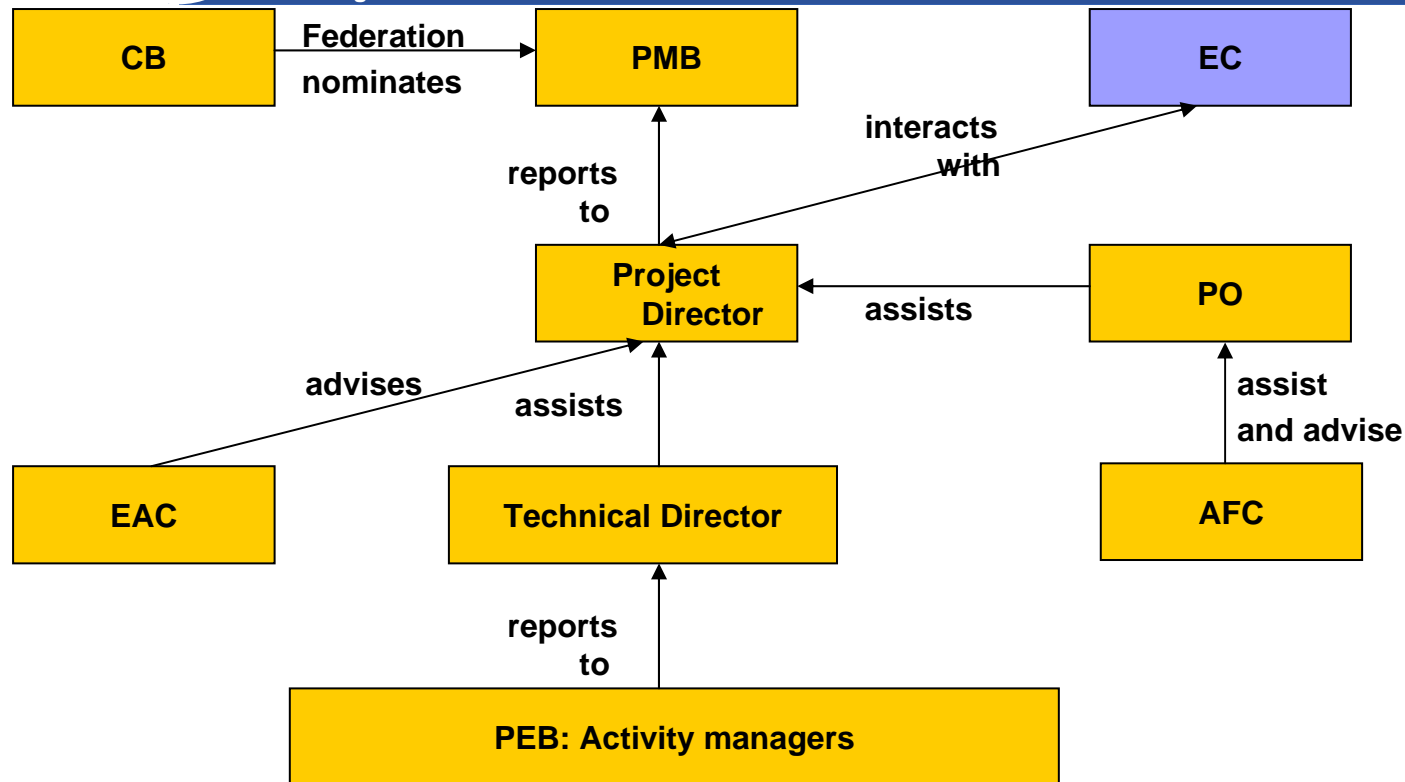 CB
Federation
nominates
PMB
EC
interacts
with
reports
to
Project
Director
assists
PO
advises
assists
assist
and advise
EAC
Technical Director
AFC
reports
to
PEB: Activity managers